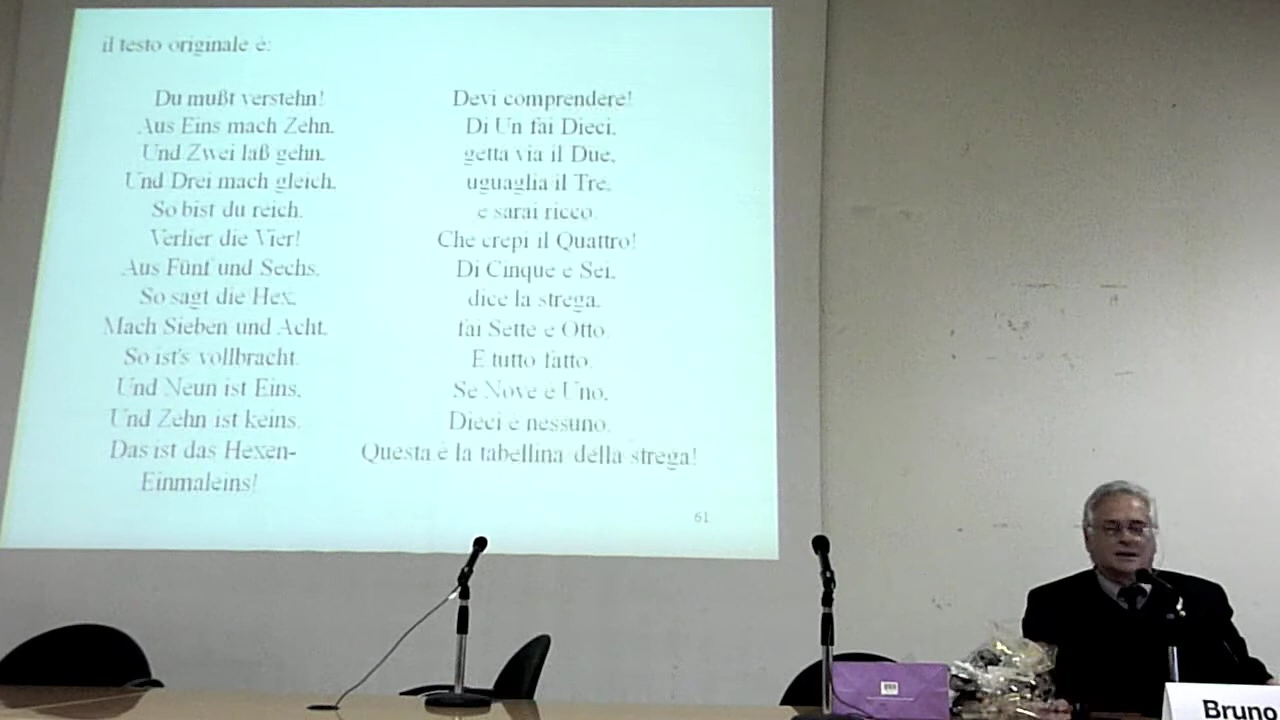 il testo originale è:
Du mußt verstehn!
Aus Eins mach Zehn,
Und Zwei laß gehn,
Und Drei mach gleich,
So bist du reich.
Verlier die Vier!
Aus Fünf und Sechs,
So sagt die Hex,
Mach Sieben und Acht,
So ist's vollbracht.
Und Neun ist Eins,
Und Zehn ist keins.
Das ist das Hexen-
Einmaleins!
Devi comprendere!
Di Un fai Dieci,
getta via il Due,
uguaglia il Tre,
e sarai ricco.
Che crepi il Quattro!
Di Cinque e Sei,
dice la strega,
fai Sette e Otto.
E tutto fatto.
Se Nove e Uno,
Dieci e nessuno.
Questa è la tabellina della strega!
61
Bruno